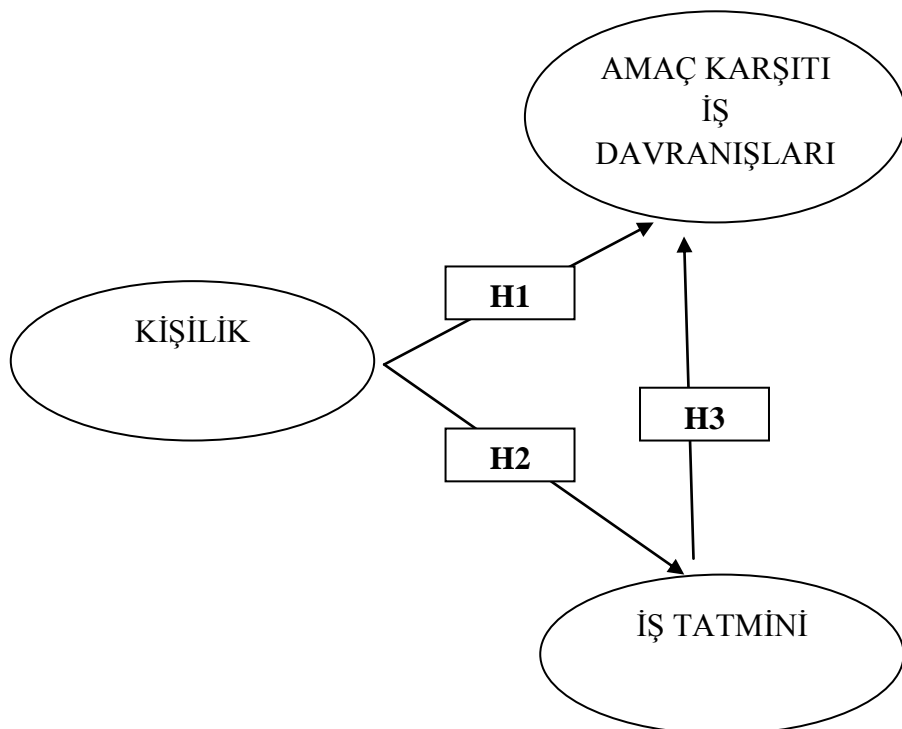 AMAÇ KARŞITI
İŞ
DAVRANIŞLARI
H1
KİŞİLİK
H3
H2
İŞ TATMİNİ